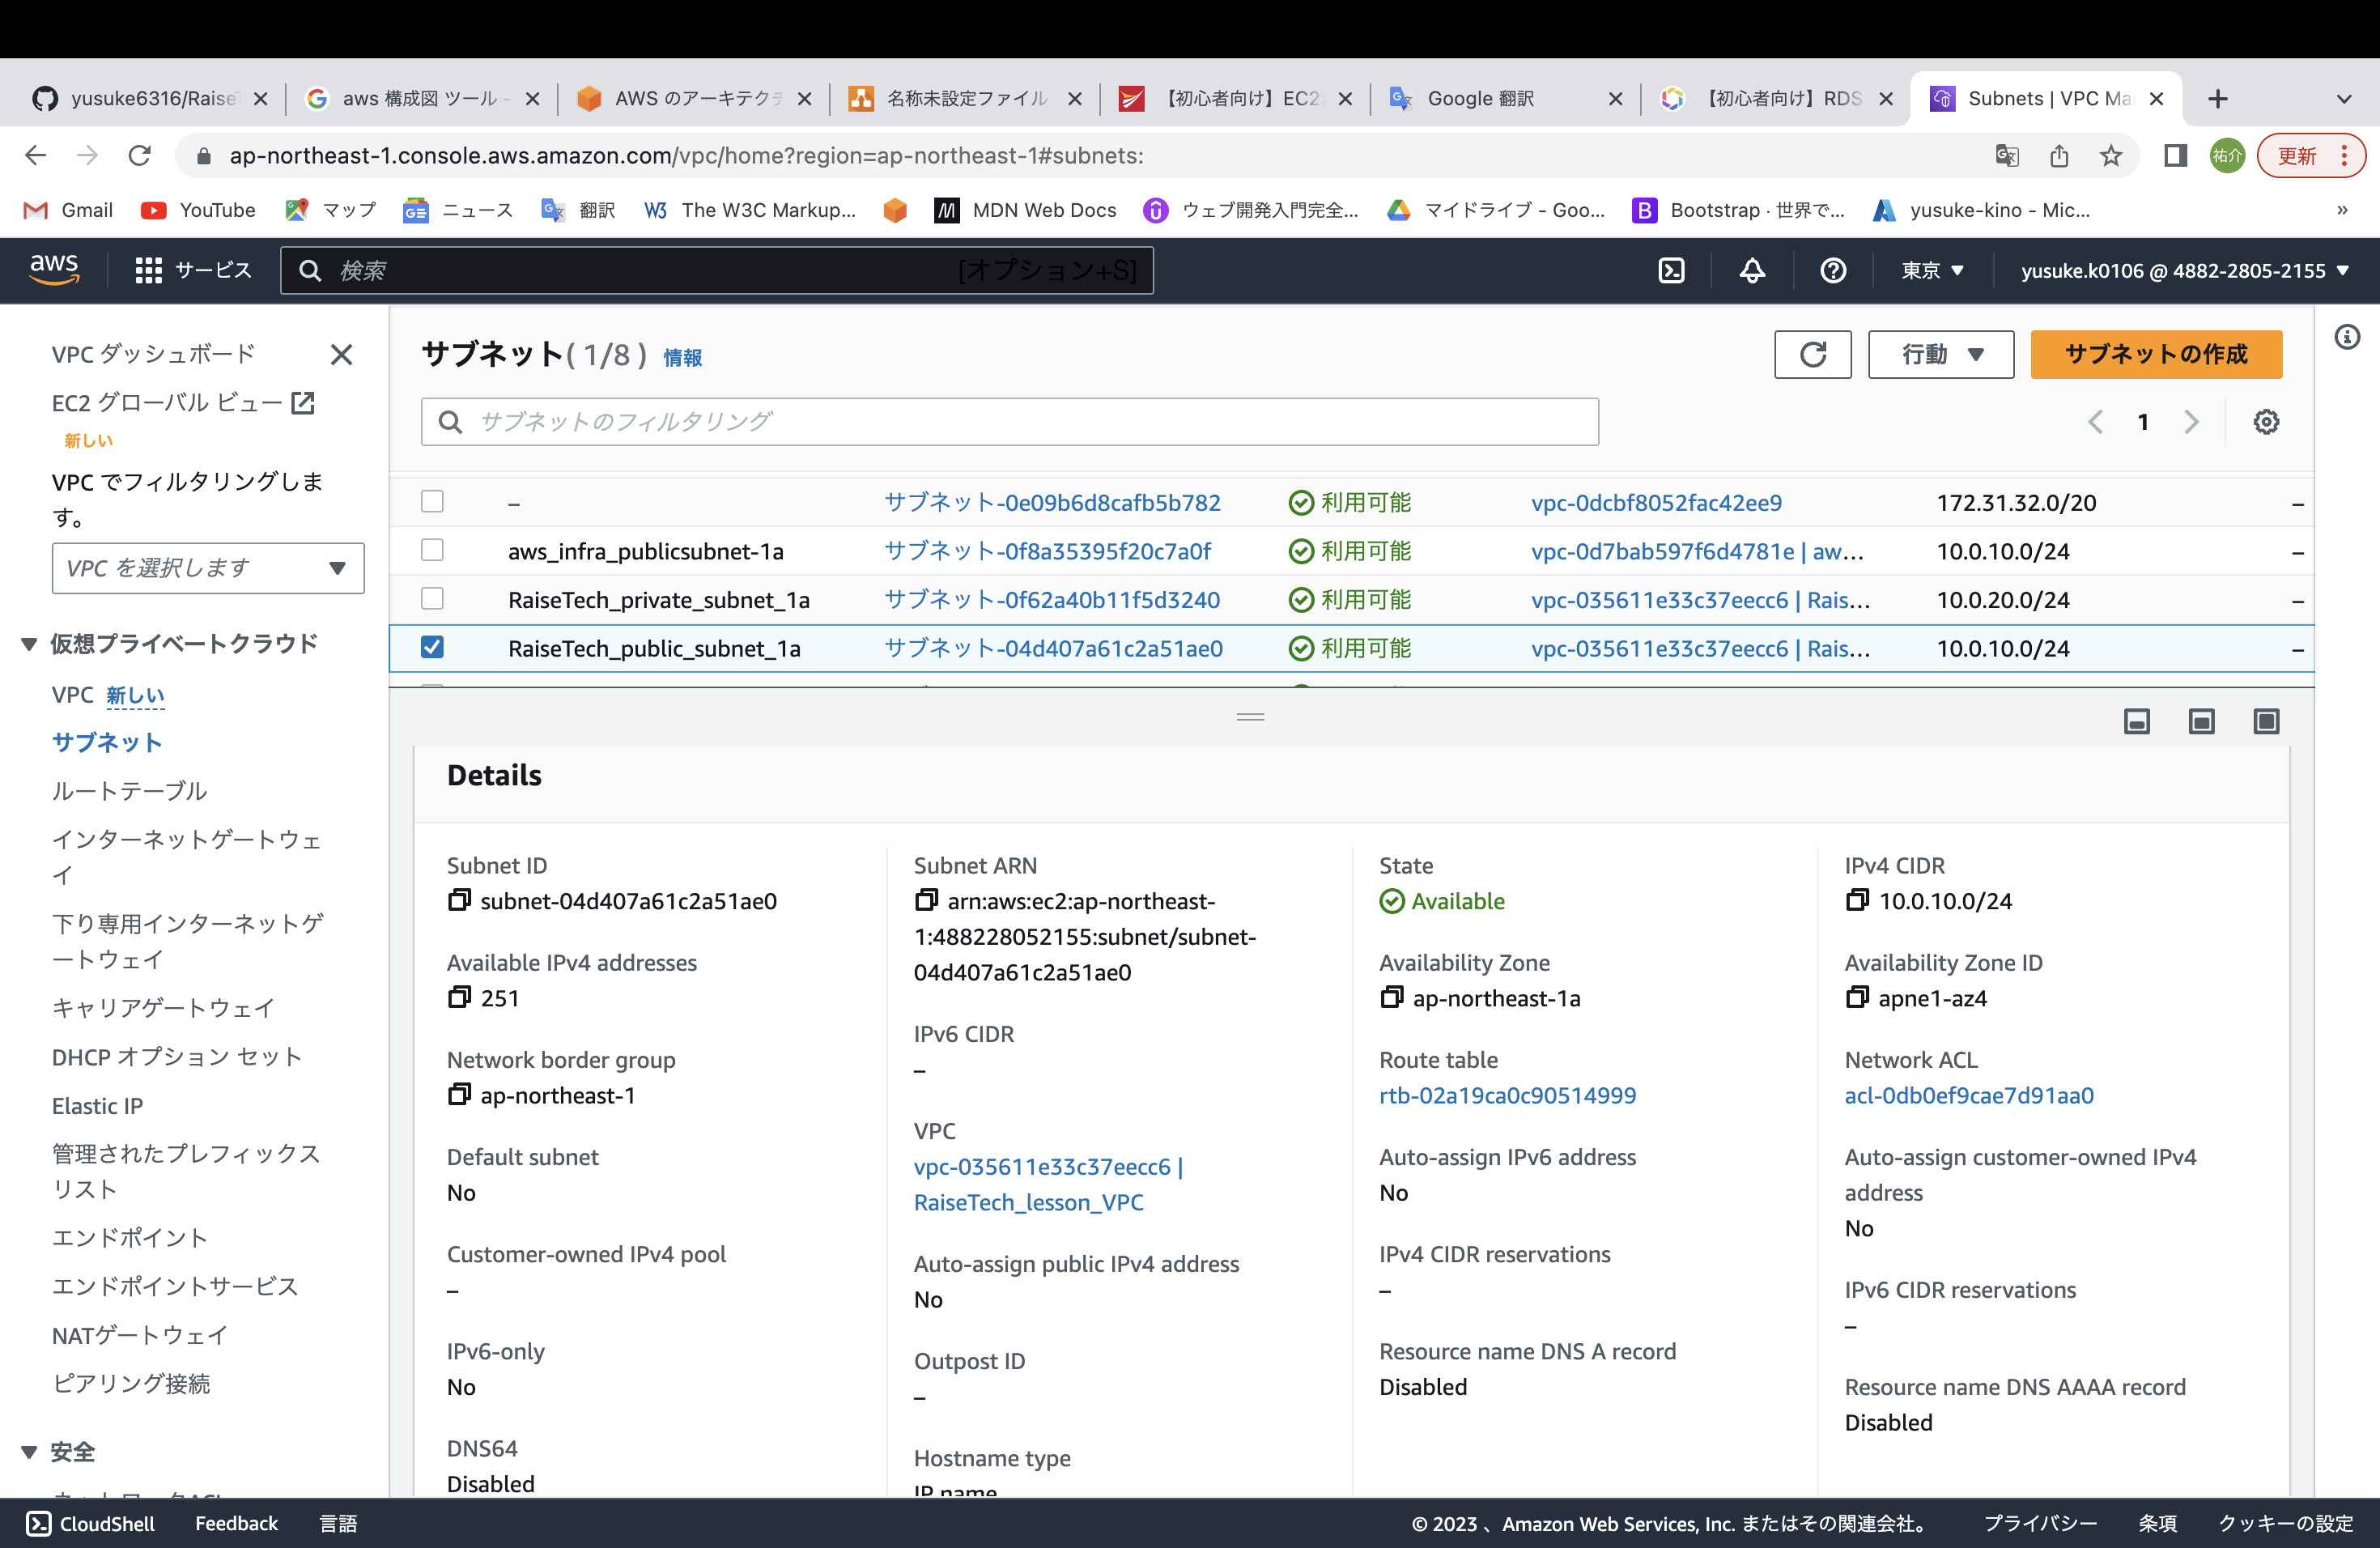 yusuke6316/Raise
aws 構成図 ツール -
AWS のアーキテクチ
名称未設定ファイル
【初心者向け】EC2
Google 翻訳
【初心者向け】RDS
Subnets | VPC Ma
ap-northeast-1.console.aws.amazon.com/vpc/home?region=ap-northeast-1#subnets:
祐介
更新
Gmail
YouTube
マップ
ニュース
翻訳
The W3C Markup...
MDN Web Docs
ウェブ開発入門完全...
マイドライブ - Goo...
Bootstrap · 世界で...
yusuke-kino - Mic...
»
aws
サービス
検索
[オプション+S]
東京
yusuke.k0106 @ 4882-2805-2155
VPC ダッシュボード
EC2 グローバル ビュー
新しい
VPC でフィルタリングしま
す。
VPC を選択します
仮想プライベートクラウド
VPC 新しい
サブネット
ルートテーブル
インターネットゲートウェ
イ
下り専用インターネットゲ
ートウェイ
キャリアゲートウェイ
DHCP オプション セット
Elastic IP
管理されたプレフィックス
リスト
エンドポイント
エンドポイントサービス
NATゲートウェイ
ピアリング接続
安全
サブネット( 1/8 ) 情報
行動
サブネットの作成
サブネットのフィルタリング
1
– サブネット-0e09b6d8cafb5b782 利用可能 vpc-0dcbf8052fac42ee9 172.31.32.0/20 –
aws_infra_publicsubnet-1a サブネット-0f8a35395f20c7a0f 利用可能 vpc-0d7bab597f6d4781e | aw... 10.0.10.0/24 –
RaiseTech_private_subnet_1a サブネット-0f62a40b11f5d3240 利用可能 vpc-035611e33c37eecc6 | Rais... 10.0.20.0/24 –
RaiseTech_public_subnet_1a サブネット-04d407a61c2a51ae0 利用可能 vpc-035611e33c37eecc6 | Rais... 10.0.10.0/24 –
Details
Subnet ID
subnet-04d407a61c2a51ae0
Available IPv4 addresses
251
Network border group
ap-northeast-1
Default subnet
No
Customer-owned IPv4 pool
–
IPv6-only
No
DNS64
Disabled
Subnet ARN
arn:aws:ec2:ap-northeast-
1:488228052155:subnet/subnet-
04d407a61c2a51ae0
IPv6 CIDR
–
VPC
vpc-035611e33c37eecc6 |
RaiseTech_lesson_VPC
Auto-assign public IPv4 address
No
Outpost ID
–
Hostname type
IP name
State
Available
Availability Zone
ap-northeast-1a
Route table
rtb-02a19ca0c90514999
Auto-assign IPv6 address
No
IPv4 CIDR reservations
–
Resource name DNS A record
Disabled
IPv4 CIDR
10.0.10.0/24
Availability Zone ID
apne1-az4
Network ACL
acl-0db0ef9cae7d91aa0
Auto-assign customer-owned IPv4
address
No
IPv6 CIDR reservations
–
Resource name DNS AAAA record
Disabled
CloudShell
Feedback
言語
© 2023 、Amazon Web Services, Inc. またはその関連会社。
プライバシー
条項
クッキーの設定